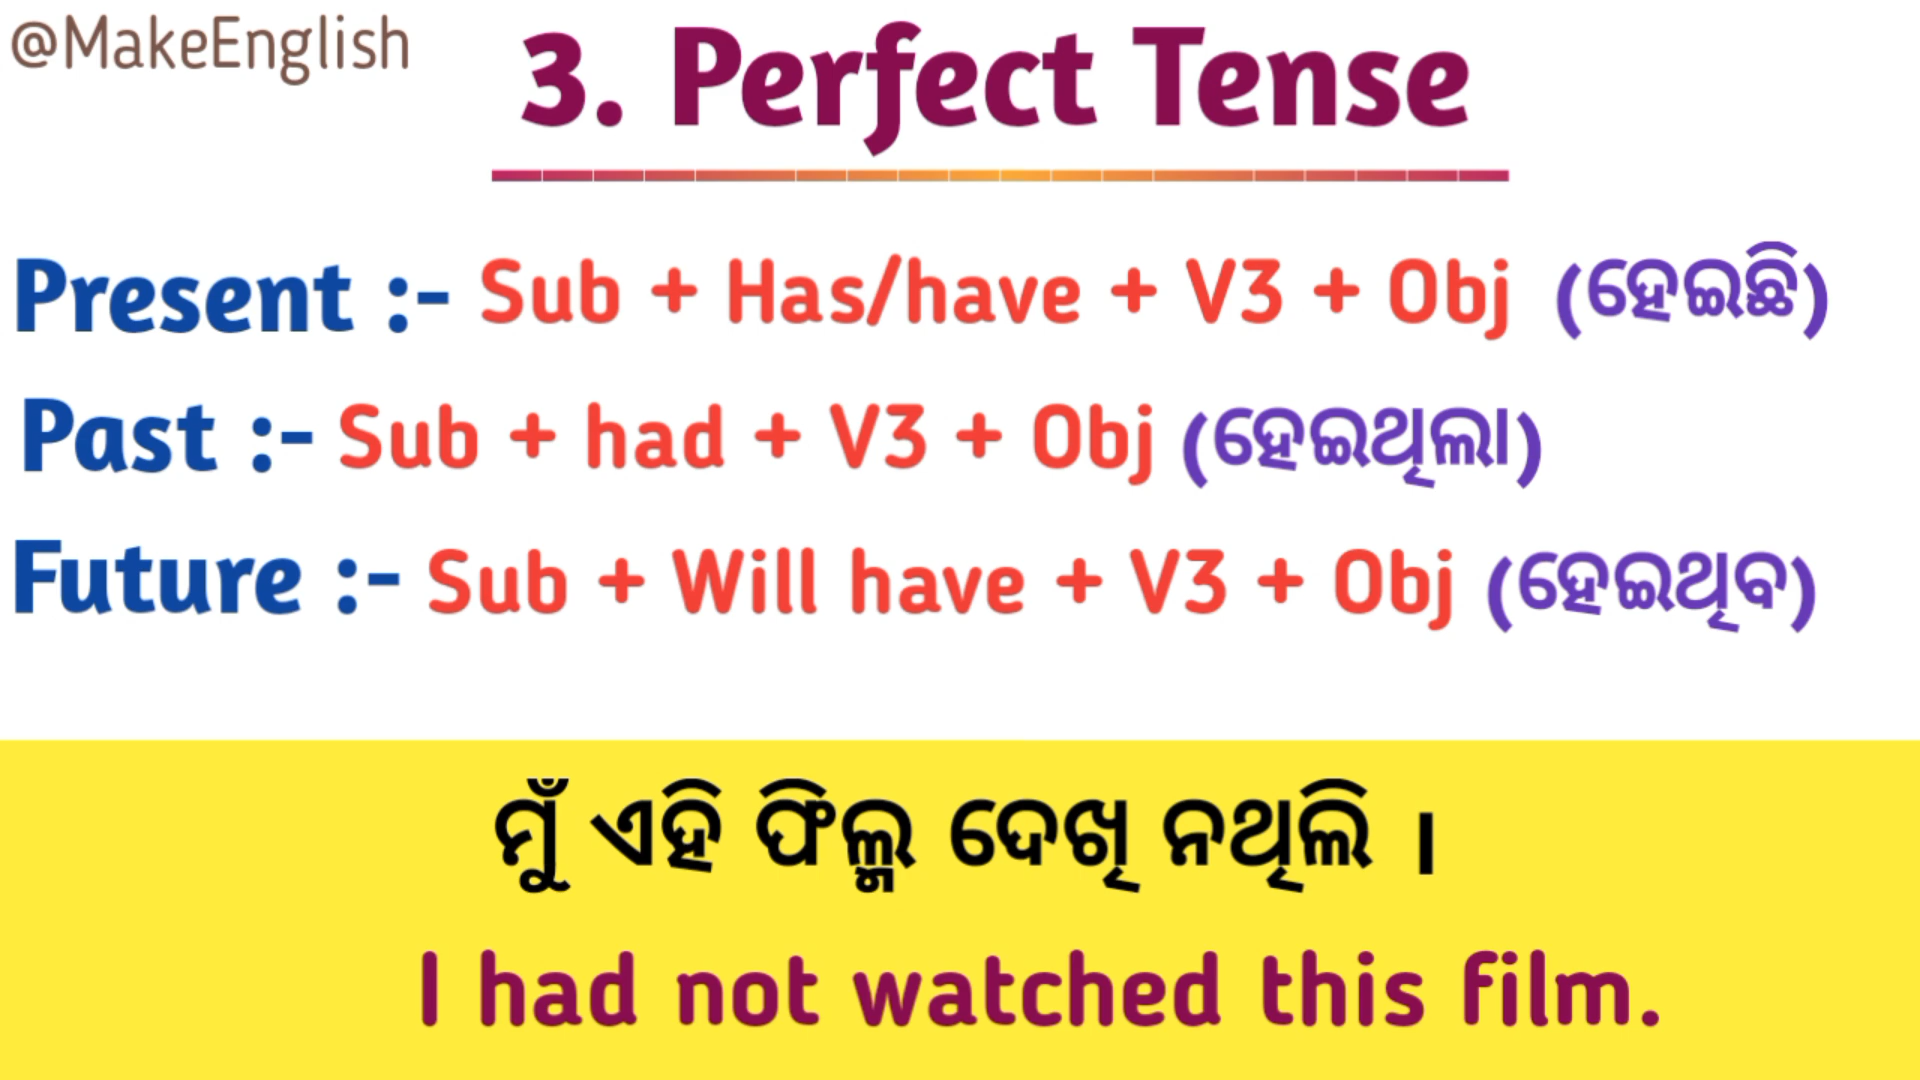 @MakeEnglish
3. Perfect Tense
Present :- Sub + Has/have + V3 + Obj (ହେଇଛି)
Past :- Sub + had + V3 + Obj (ହେଇଥିଲା)
Future :- Sub + Will have + V3 + Obj (ହେଇଥିବ)
ମୁଁ ଏହି ଫିଲ୍ମ ଦେଖି ନଥିଲି ।
I had not watched this film.